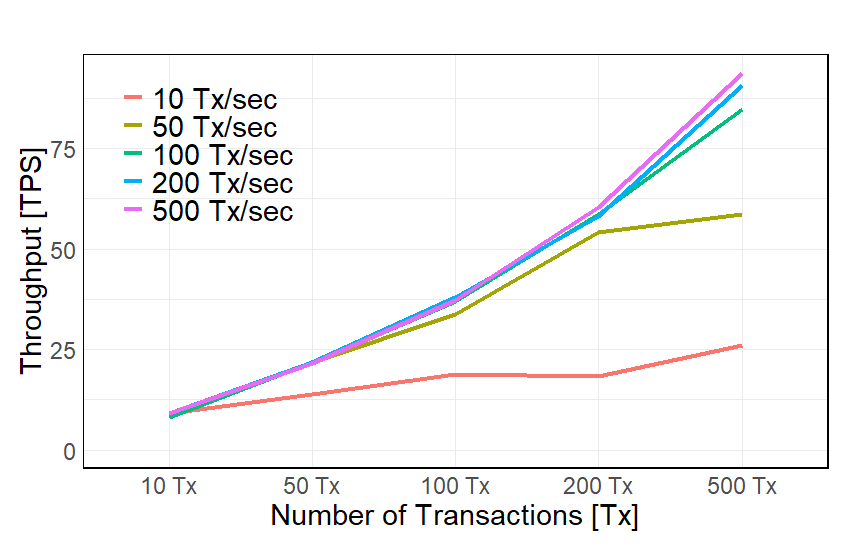 10 Tx/sec
50 Tx/sec
100 Tx/sec
200 Tx/sec
500 Tx/sec
Throughput [TPS]
75
50
25
0
10 Tx
50 Tx
100 Tx
200 Tx
500 Tx
Number of Transactions [Tx]